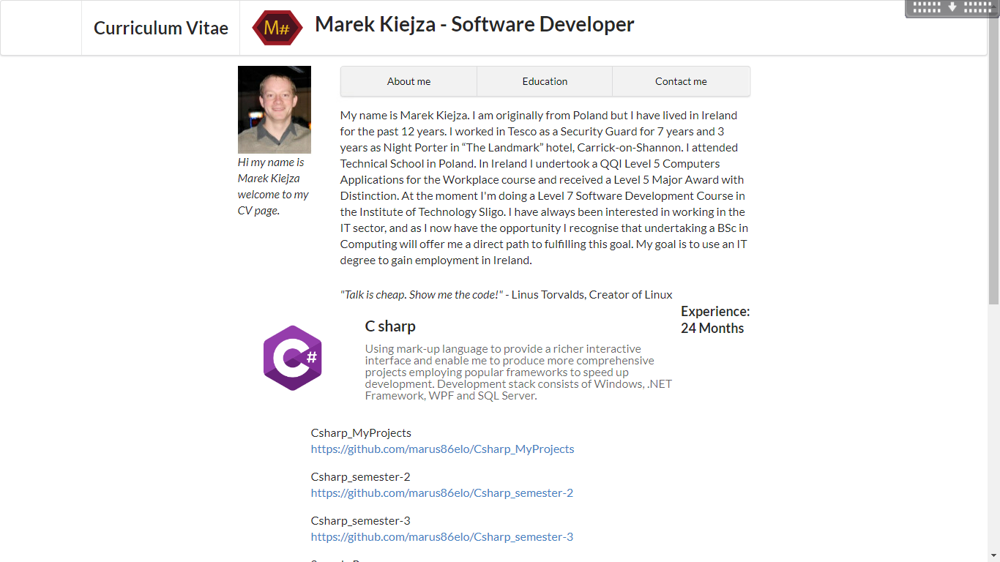 Curriculum Vitae
M#
Marek Kiejza - Software Developer
About me
Education
Contact me
Hi my name is
Marek Kiejza
welcome to my
CV page.
My name is Marek Kiejza. I am originally from Poland but I have lived in Ireland
for the past 12 years. I worked in Tesco as a Security Guard for 7 years and 3
years as Night Porter in “The Landmark” hotel, Carrick-on-Shannon. I attended
Technical School in Poland. In Ireland I undertook a QQI Level 5 Computers
Applications for the Workplace course and received a Level 5 Major Award with
Distinction. At the moment I'm doing a Level 7 Software Development Course in
the Institute of Technology Sligo. I have always been interested in working in the
IT sector, and as I now have the opportunity I recognise that undertaking a BSc in
Computing will offer me a direct path to fulfilling this goal. My goal is to use an IT
degree to gain employment in Ireland.
"Talk is cheap. Show me the code!" - Linus Torvalds, Creator of Linux
Experience:
24 Months
C#
C sharp
Using mark-up language to provide a richer interactive
interface and enable me to produce more comprehensive
projects employing popular frameworks to speed up
development. Development stack consists of Windows, .NET
Framework, WPF and SQL Server.
Csharp_MyProjects
https://github.com/marus86elo/Csharp_MyProjects
Csharp_semester-2
https://github.com/marus86elo/Csharp_semester-2
Csharp_semester-3
https://github.com/marus86elo/Csharp_semester-3